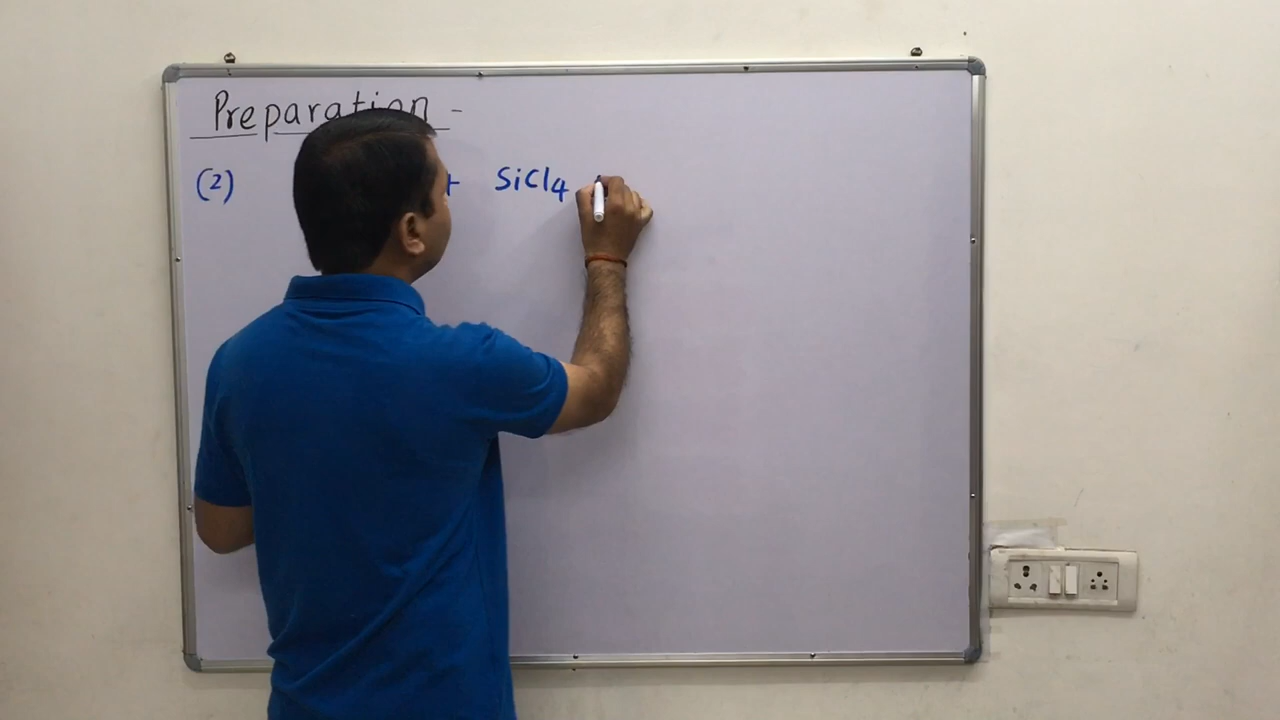 Preparation -
(2) + SiCl4